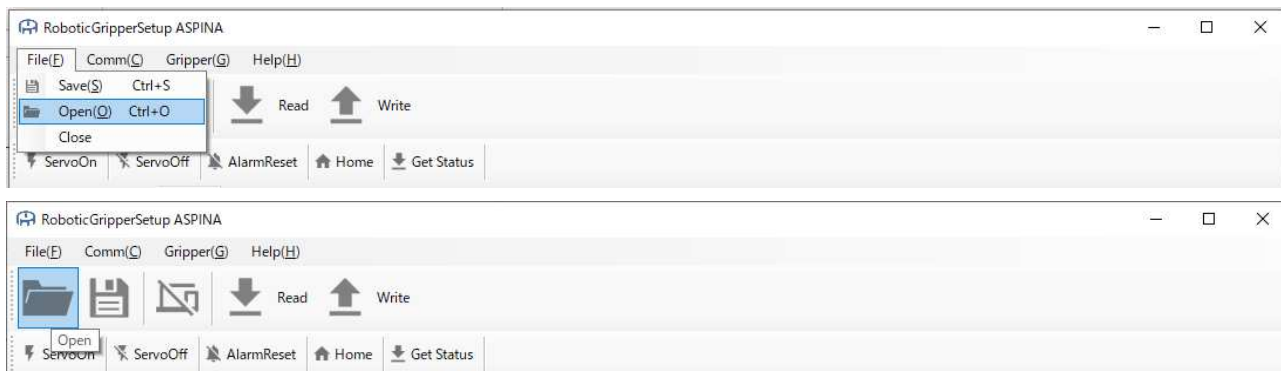 RoboticGripperSetup ASPINA
File(F) Comm(C) Gripper(G) Help(H)
Save(S) Ctrl+S
Open(O) Ctrl+O
Close
Read Write
ServoOn ServoOff AlarmReset Home Get Status
RoboticGripperSetup ASPINA
File(F) Comm(C) Gripper(G) Help(H)
Read Write
Open
ServoOn ServoOff AlarmReset Home Get Status